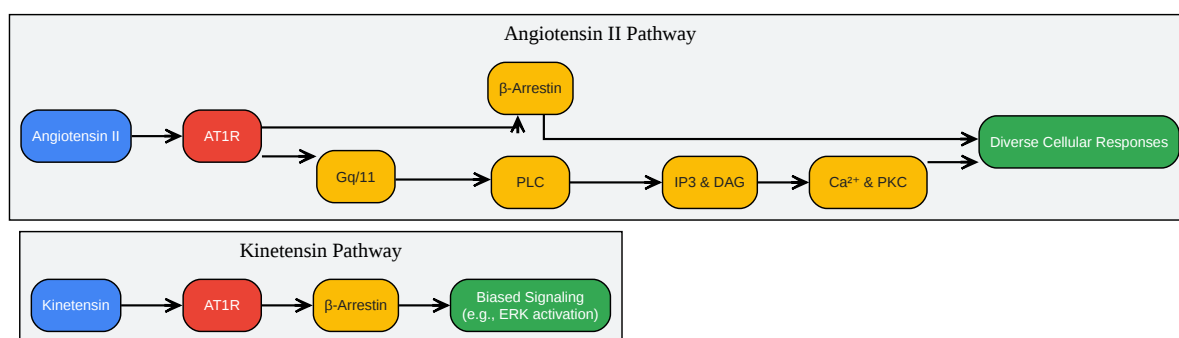 Angiotensin II Pathway
β-Arrestin
Angiotensin II
AT1R
Diverse Cellular Responses
Gq/11
PLC
IP3 & DAG
Ca²⁺ & PKC
Kinetensin Pathway
Kinetensin
AT1R
β-Arrestin
Biased Signaling
(e.g., ERK activation)